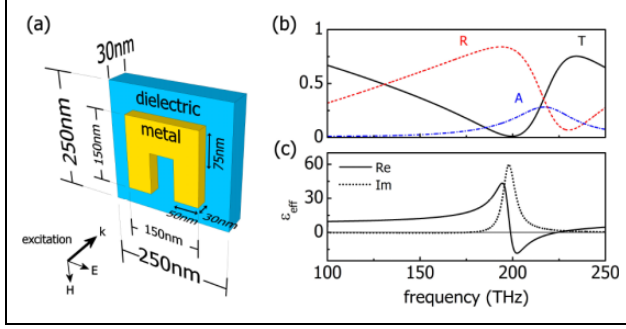 (a)
30nm
dielectric
metal
250nm
150nm
75nm
50nm
30nm
150nm
250nm
excitation
k
E
H
(b)
1
0.5
0
R
T
A
(c)
60
30
0
ε_eff
Re
Im
100 150 200 250
frequency (THz)